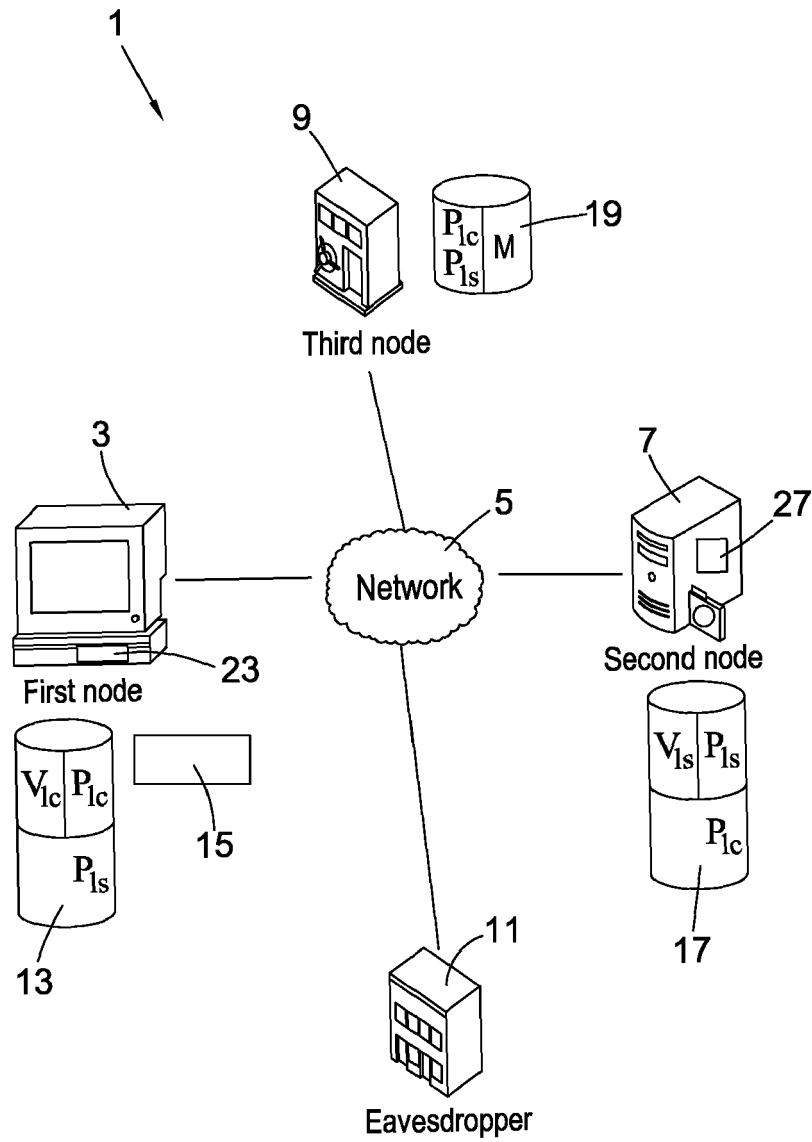 1
9
19
P1c
P1s
M
Third node
3
7
5
27
Network
23
First node
Second node
V1c
P1c
P1s
15
13
V1s
P1s
P1c
17
11
Eavesdropper